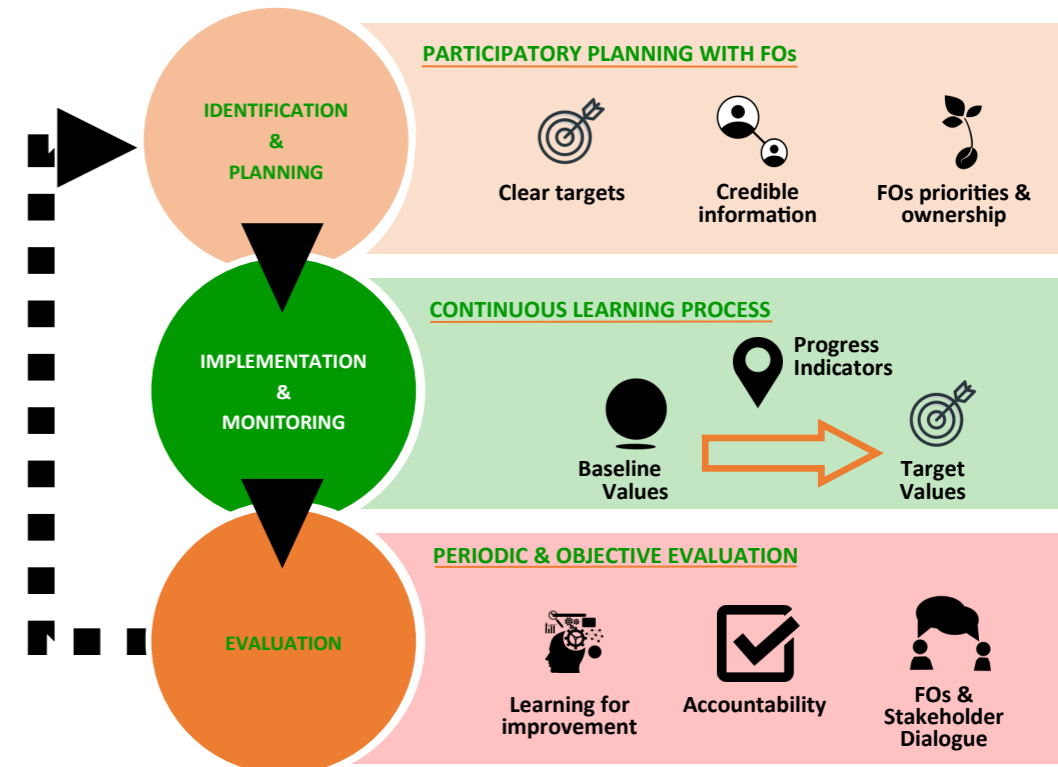 PARTICIPATORY PLANNING WITH FOs
IDENTIFICATION
&
PLANNING
Clear targets
Credible
information
FOs priorities &
ownership
CONTINUOUS LEARNING PROCESS
IMPLEMENTATION
&
MONITORING
Progress
Indicators
Baseline
Values
Target
Values
PERIODIC & OBJECTIVE EVALUATION
EVALUATION
Learning for
improvement
Accountability
FOs &
Stakeholder
Dialogue